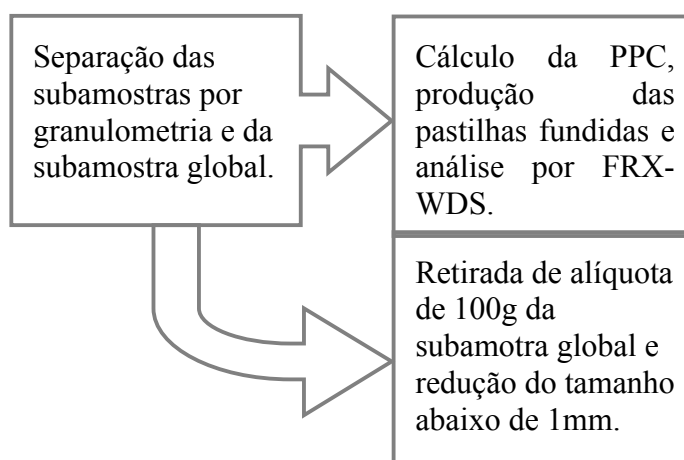 Separação das
subamostras por
granulometria e da
subamostra global.
Cálculo da PPC,
produção das
pastilhas fundidas e
análise por FRX-
WDS.
Retirada de alíquota
de 100g da
subamotra global e
redução do tamanho
abaixo de 1mm.